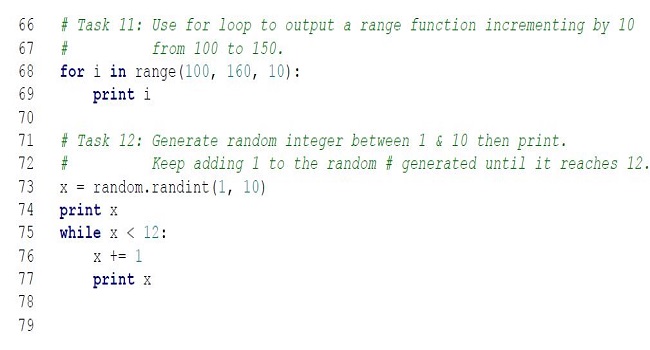 66 # Task 11: Use for loop to output a range function incrementing by 10
67 #          from 100 to 150.
68 for i in range(100, 160, 10):
69     print i
70
71 # Task 12: Generate random integer between 1 & 10 then print.
72 #          Keep adding 1 to the random # generated until it reaches 12.
73 x = random.randint(1, 10)
74 print x
75 while x < 12:
76     x += 1
77     print x
78
79